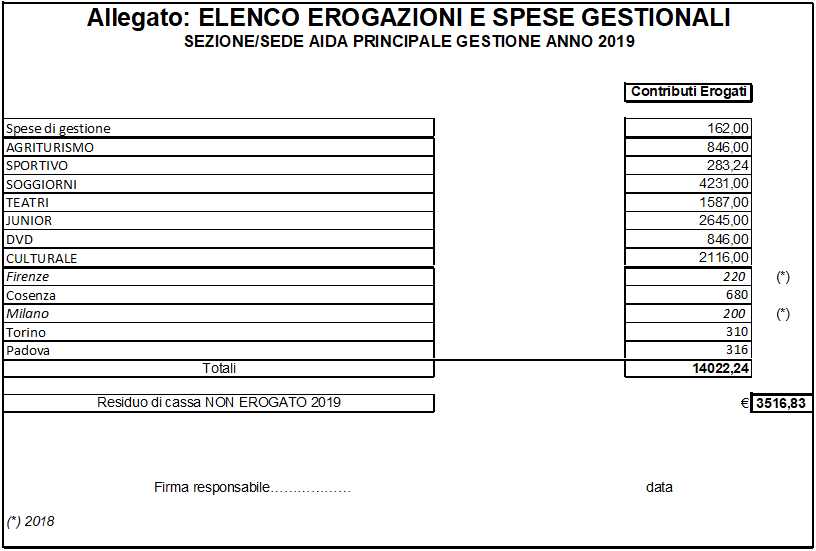 Allegato: ELENCO EROGAZIONI E SPESE GESTIONALI
SEZIONE/SEDE AIDA PRINCIPALE GESTIONE ANNO 2019
Contributi Erogati
Spese di gestione 162,00
AGRITURISMO 846,00
SPORTIVO 283,24
SOGGIORNI 4231,00
TEATRI 1587,00
JUNIOR 2645,00
DVD 846,00
CULTURALE 2116,00
Firenze 220 (*)
Cosenza 680
Milano 200 (*)
Torino 310
Padova 316
Totali 14022,24
Residuo di cassa NON EROGATO 2019 € 3516,83
Firma responsabile……………… data
(*) 2018